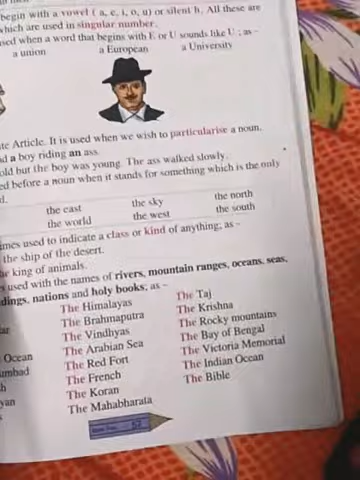 begin with a vowel ( a, e, i, o, u) or silent h. All these are
which are used in singular number.
used when a word that begins with E or U sounds like U ; as –
a union a European a University
te Article. It is used when we wish to particularise a noun.
d a boy riding an ass.
old but the boy was young. The ass walked slowly.
ed before a noun when it stands for something which is the only
d.
the east the sky the north
the world the west the south
imes used to indicate a class or kind of anything; as –
the ship of the desert.
he king of animals.
s used with the names of rivers, mountain ranges, oceans, seas,
dings, nations and holy books; as –
The Himalayas The Taj
The Brahmaputra The Krishna
ar The Vindhyas The Rocky mountains
The Arabian Sea The Bay of Bengal
Ocean The Red Fort The Victoria Memorial
mbad The French The Indian Ocean
h The Koran The Bible
yan The Mahabharata
52